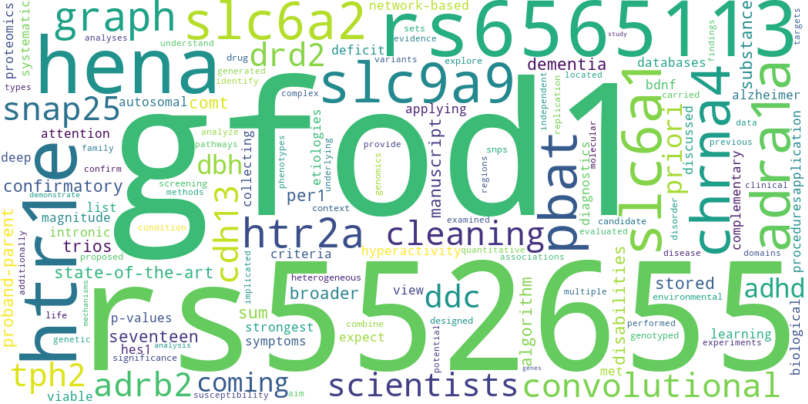 network-based
graph
slc6a2
rs6565113
proteomics
systematic
analyses
understand
drug
generated
identify
sets
evidence
variants
explore
study
findings
targets
types
hena
drd2
deficit
dementia
located
databases
bdnf
carried
substance
alzheimer
complex
slc9a9
snap25
autosomal
comt
gfod1
applying
independent
replication
molecular
slc6a1
priori
discussed
chrna4
data
previous
adra1a
attention
deep
family
confirm
analyze
pathways
dbh
collecting
phenotypes
etiologies
underlying
provide
genomics
snps
regions
manuscript
pbat
diagnostics
clinical
confirmatory
demonstrate
screening
methods
per1
context
examined
candidate
evaluated
complementary
proceduresapplication
htr1e
magnitude
list
intronic
trios
cdh13
condition
htr2a
cleaning
disorder
disease
domains
proband-parent
additionally
state-of-the-art
proposed
criteria
hyperactivity
quantitative
associations
disabilities
environmental
stored
adhd
biological
mechanisms
implicated
heterogeneous
broader
view
ddc
multiple
algorithm
rs552655
life
p-values
sum
strongest
expect
designed
learning
genotyped
performed
experiments
genetic
analysis
seventeen
hes1
symptoms
combine
significance
potential
genes
met
tph2
viable
adrb2
coming
susceptibility
aim
scientists
convolutional